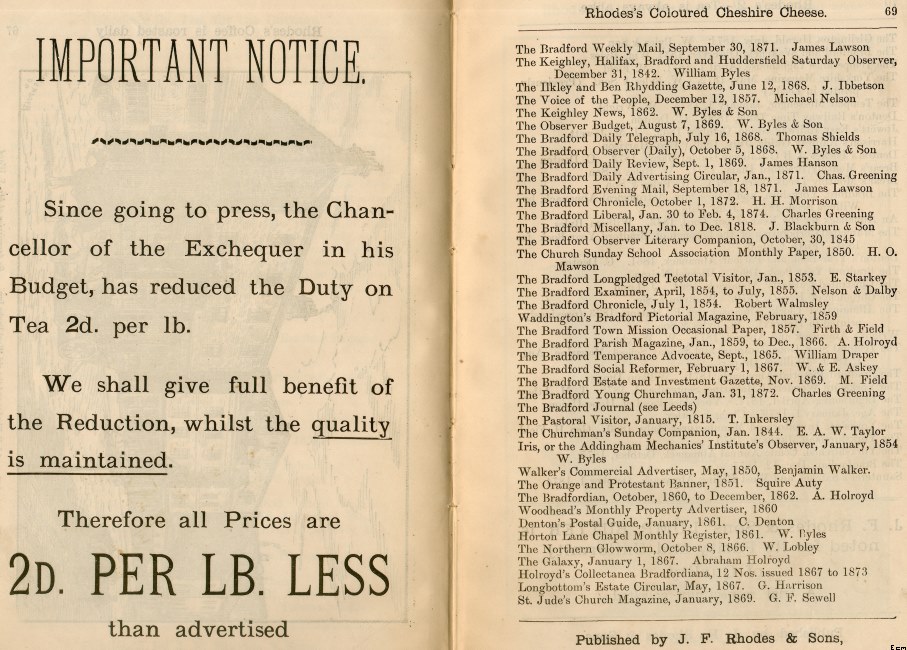 IMPORTANT NOTICE.
Since going to press, the Chan-
cellor of the Exchequer in his
Budget, has reduced the Duty on
Tea 2d. per lb.
We shall give full benefit of
the Reduction, whilst the quality
is maintained.
Therefore all Prices are
2D. PER LB. LESS
than advertised
Rhodes's Coloured Cheshire Cheese. 69
The Bradford Weekly Mail, September 30, 1871. James Lawson
The Keighley, Halifax, Bradford and Huddersfield Saturday Observer,
December 31, 1842. William Byles
The Ilkley and Ben Rhydding Gazette, June 12, 1868. J. Ibbetson
The Voice of the People, December 12, 1857. Michael Nelson
The Keighley News, 1862. W. Byles & Son
The Observer Budget, August 7, 1869. W. Byles & Son
The Bradford Daily Telegraph, July 16, 1868. Thomas Shields
The Bradford Observer (Daily), October 5, 1868. W. Byles & Son
The Bradford Daily Review, Sept. 1, 1869. James Hanson
The Bradford Daily Advertising Circular, Jan., 1871. Chas. Greening
The Bradford Evening Mail, September 18, 1871. James Lawson
The Bradford Chronicle, October 1, 1872. H. H. Morrison
The Bradford Liberal, Jan. 30 to Feb. 4, 1874. Charles Greening
The Bradford Miscellany, Jan. to Dec. 1818. J. Blackburn & Son
The Bradford Observer Literary Companion, October, 30, 1845
The Church Sunday School Association Monthly Paper, 1850. H. O.
Mawson
The Bradford Longpledged Teetotal Visitor, Jan., 1853. E. Starkey
The Bradford Examiner, April, 1854, to July, 1855. Nelson & Dalby
The Bradford Chronicle, July 1, 1854. Robert Walmsley
Waddington's Bradford Pictorial Magazine, February, 1859
The Bradford Town Mission Occasional Paper, 1857. Firth & Field
The Bradford Parish Magazine, Jan., 1859, to Dec., 1866. A. Holroyd
The Bradford Temperance Advocate, Sept., 1865. William Draper
The Bradford Social Reformer, February 1, 1867. W. & E. Askey
The Bradford Estate and Investment Gazette, Nov. 1869. M. Field
The Bradford Young Churchman, Jan. 31, 1872. Charles Greening
The Bradford Journal (see Leeds)
The Pastoral Visitor, January, 1815. T. Inkersley
The Churchman's Sunday Companion, Jan. 1844. E. A. W. Taylor
Iris, or the Addingham Mechanics' Institute's Observer, January, 1854
W. Byles
Walker's Commercial Advertiser, May, 1850, Benjamin Walker.
The Orange and Protestant Banner, 1851. Squire Auty
The Bradfordian, October, 1860, to December, 1862. A. Holroyd
Woodhead's Monthly Property Advertiser, 1860
Denton's Postal Guide, January, 1861. C. Denton
Horton Lane Chapel Monthly Register, 1861. W. Byles
The Northern Glowworm, October 8, 1866. W. Lobley
The Galaxy, January 1, 1867. Abraham Holroyd
Holroyd's Collectanea Bradfordiana, 12 Nos. issued 1867 to 1873
Longbottom's Estate Circular, May, 1867. G. Harrison
St. Jude's Church Magazine, January, 1869. G. F. Sewell
Published by J. F. Rhodes & Sons,